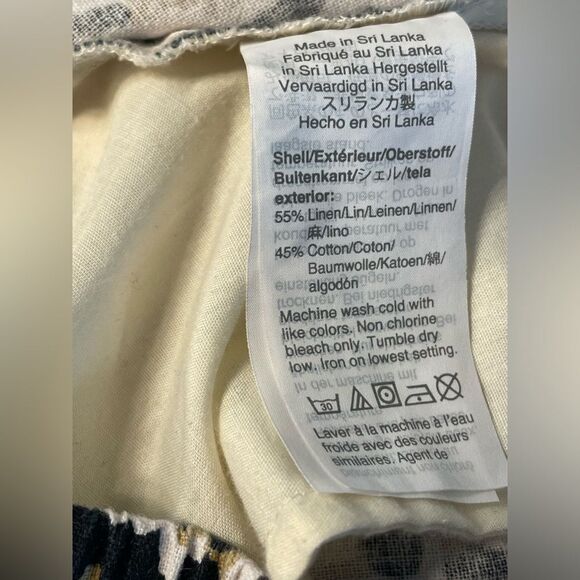 Made in Sri Lanka
Fabriqué au Sri Lanka
in Sri Lanka Hergestellt
Vervaardigd in Sri Lanka
スリランカ製
Hecho en Sri Lanka
Shell/Extérieur/Oberstoff/
Buitenkant/シェル/tela
exterior:
55% Linen/Lin/Leinen/Linnen/
麻/lino
45% Cotton/Coton/
Baumwolle/Katoen/綿/
algodón
Machine wash cold with
like colors. Non chlorine
bleach only. Tumble dry
low. Iron on lowest setting.
30
Laver à la machine à l'eau
froide avec des couleurs
similaires. Agent de